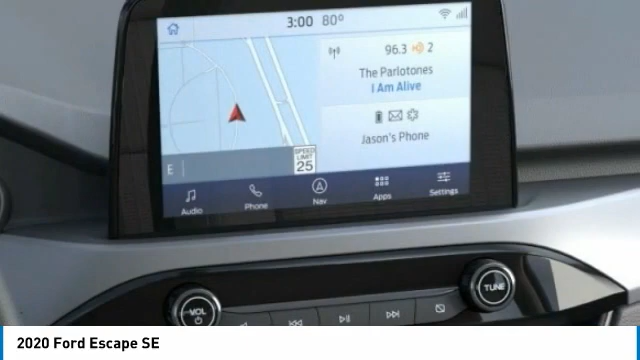 3:00 80°
96.3 2
The Parlotones
I Am Alive
Jason's Phone
E
SPEED
LIMIT
25
Audio Phone Nav Apps Settings
VOL
TUNE
2020 Ford Escape SE